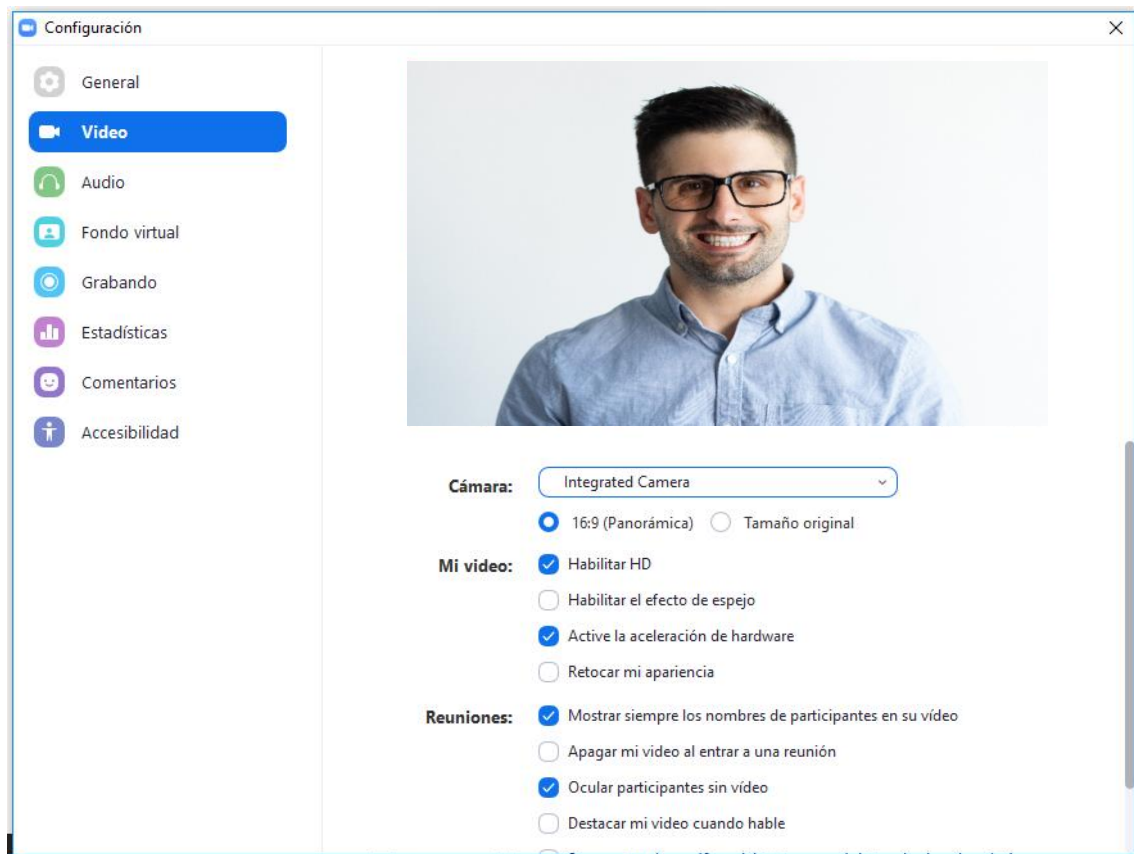 Configuración
General
Video
Audio
Fondo virtual
Grabando
Estadísticas
Comentarios
Accesibilidad
Cámara:
Integrated Camera
16:9 (Panorámica) Tamaño original
Mi video:
Habilitar HD
Habilitar el efecto de espejo
Active la aceleración de hardware
Retocar mi apariencia
Reuniones:
Mostrar siempre los nombres de participantes en su vídeo
Apagar mi video al entrar a una reunión
Ocular participantes sin vídeo
Destacar mi video cuando hable